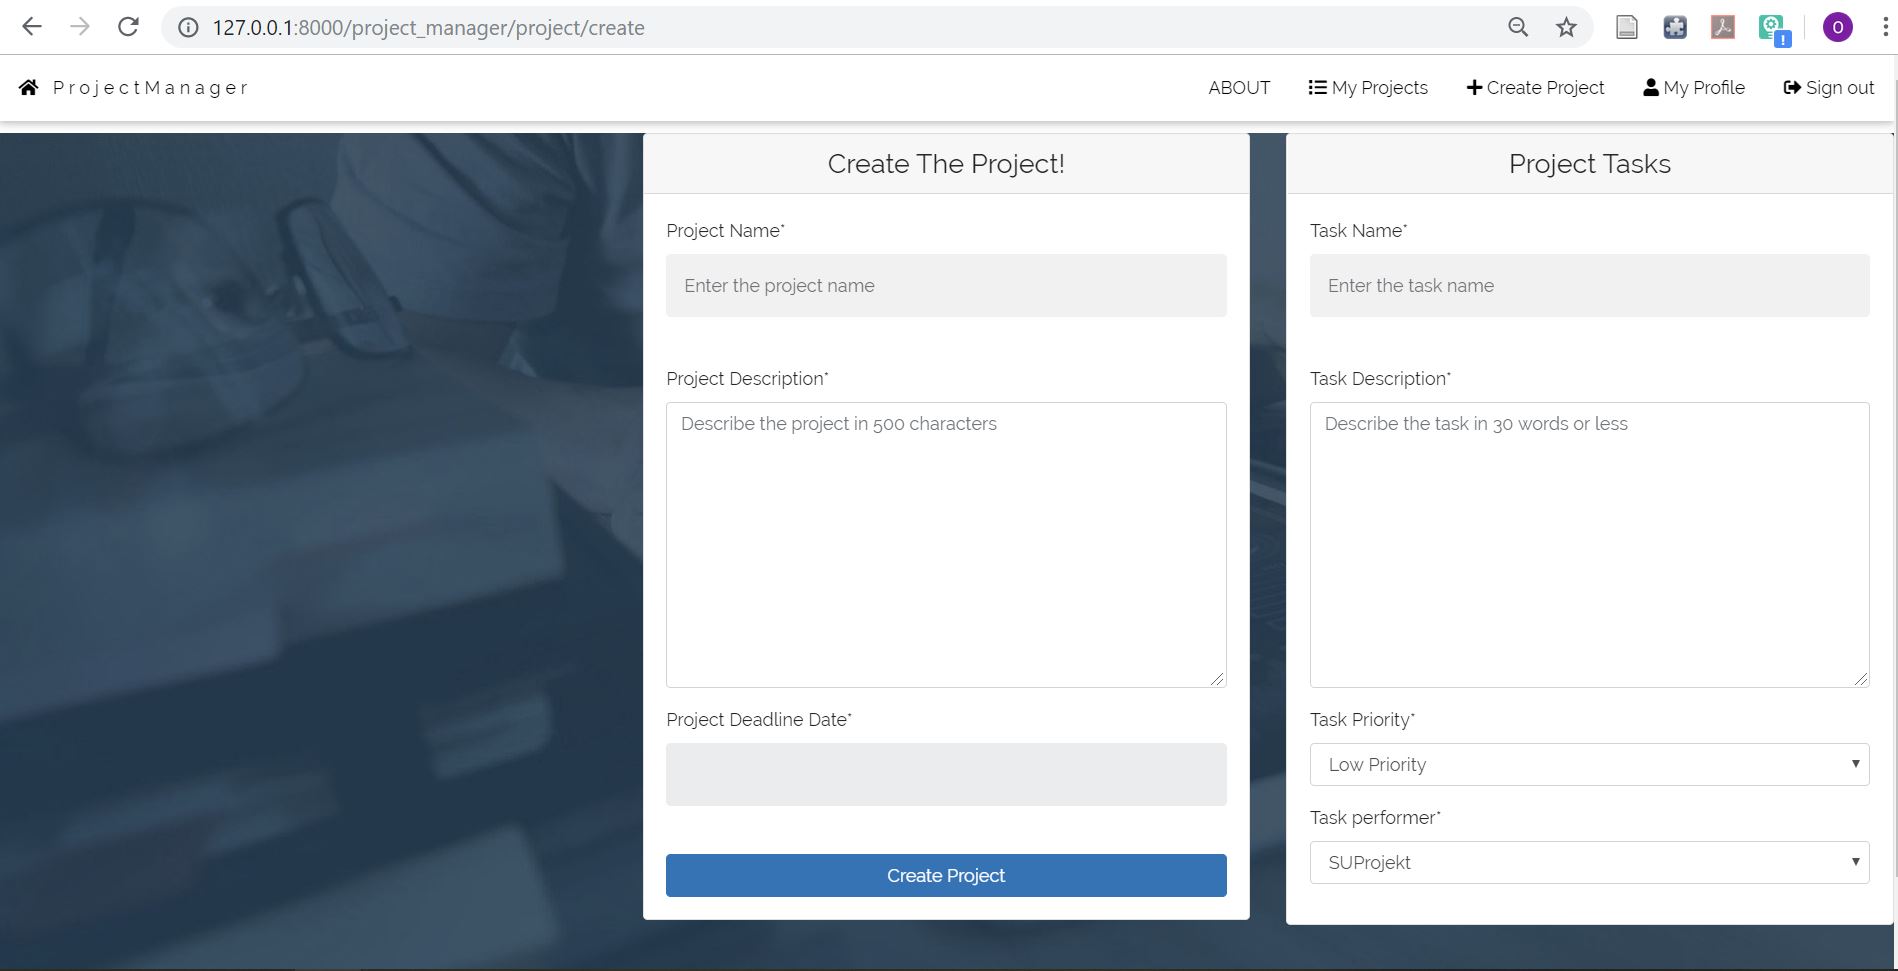 127.0.0.1:8000/project_manager/project/create
O
!
ProjectManager
ABOUT
My Projects
Create Project
My Profile
Sign out
Create The Project!
Project Name*
Enter the project name
Project Description*
Describe the project in 500 characters
Project Deadline Date*
Create Project
Project Tasks
Task Name*
Enter the task name
Task Description*
Describe the task in 30 words or less
Task Priority*
Low Priority
Task performer*
SUProjekt